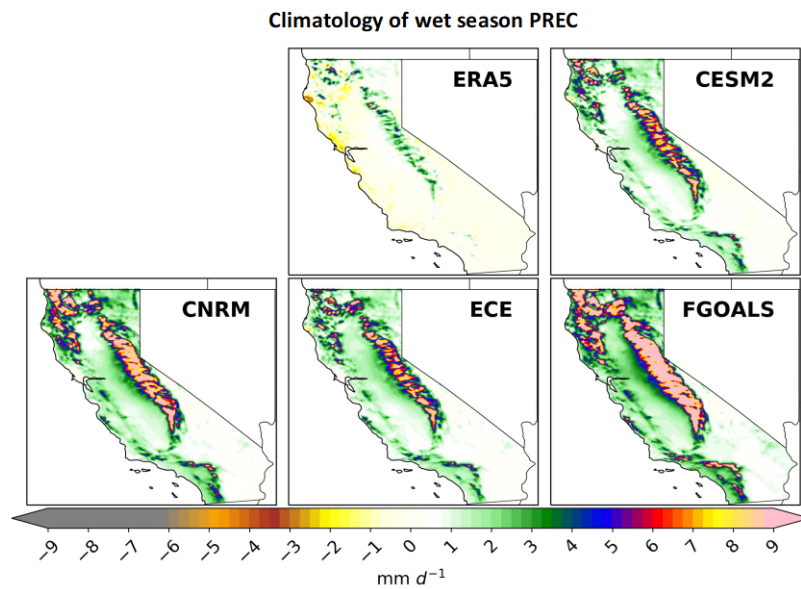 Climatology of wet season PREC
ERA5
CESM2
CNRM
ECE
FGOALS
−9 −8 −7 −6 −5 −4 −3 −2 −1 0 1 2 3 4 5 6 7 8 9
mm d⁻¹